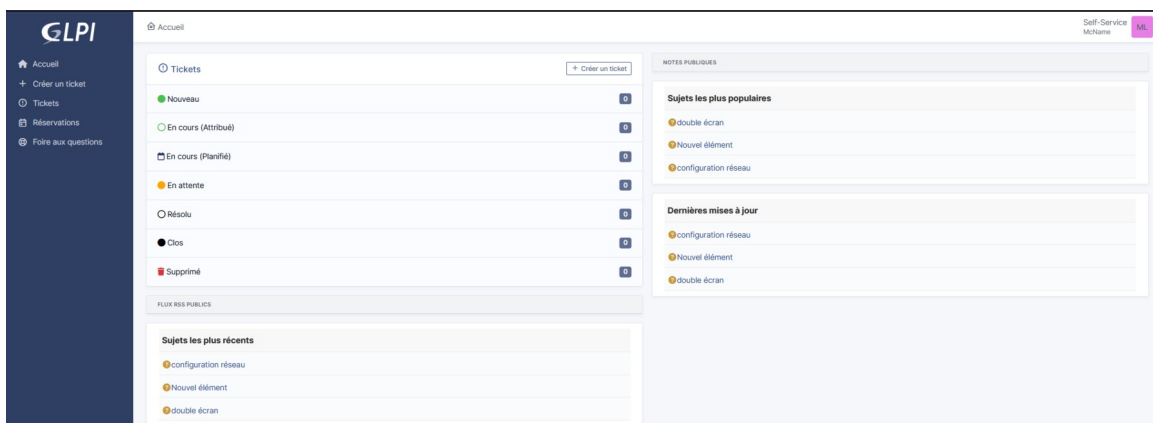 GLPI
Accueil
Créer un ticket
Tickets
Réservations
Foire aux questions
Accueil
Self-Service
McName
ML
Tickets
+ Créer un ticket
Nouveau 0
En cours (Attribué) 0
En cours (Planifié) 0
En attente 0
Résolu 0
Clos 0
Supprimé 0
FLUX RSS PUBLICS
Sujets les plus récents
configuration réseau
Nouvel élément
double écran
NOTES PUBLIQUES
Sujets les plus populaires
double écran
Nouvel élément
configuration réseau
Dernières mises à jour
configuration réseau
Nouvel élément
double écran